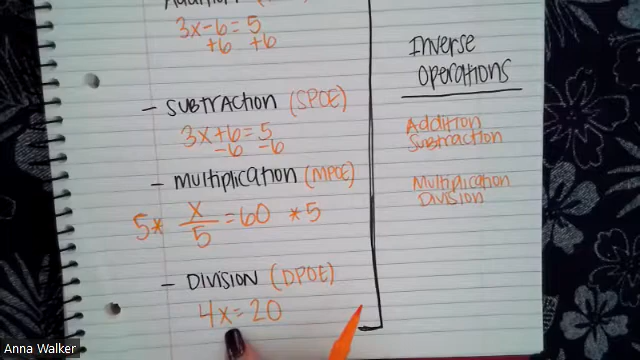 3x-6=5
+6 +6
- SUBTRACTION (SPOE)
3x+6=5
-6 -6
- MULTIPLICATION (MPOE)
5* x/5 =60 *5
- DIVISION (DPOE)
4x=20
Inverse
Operations
Addition
Subtraction
Multiplication
Division
Anna Walker